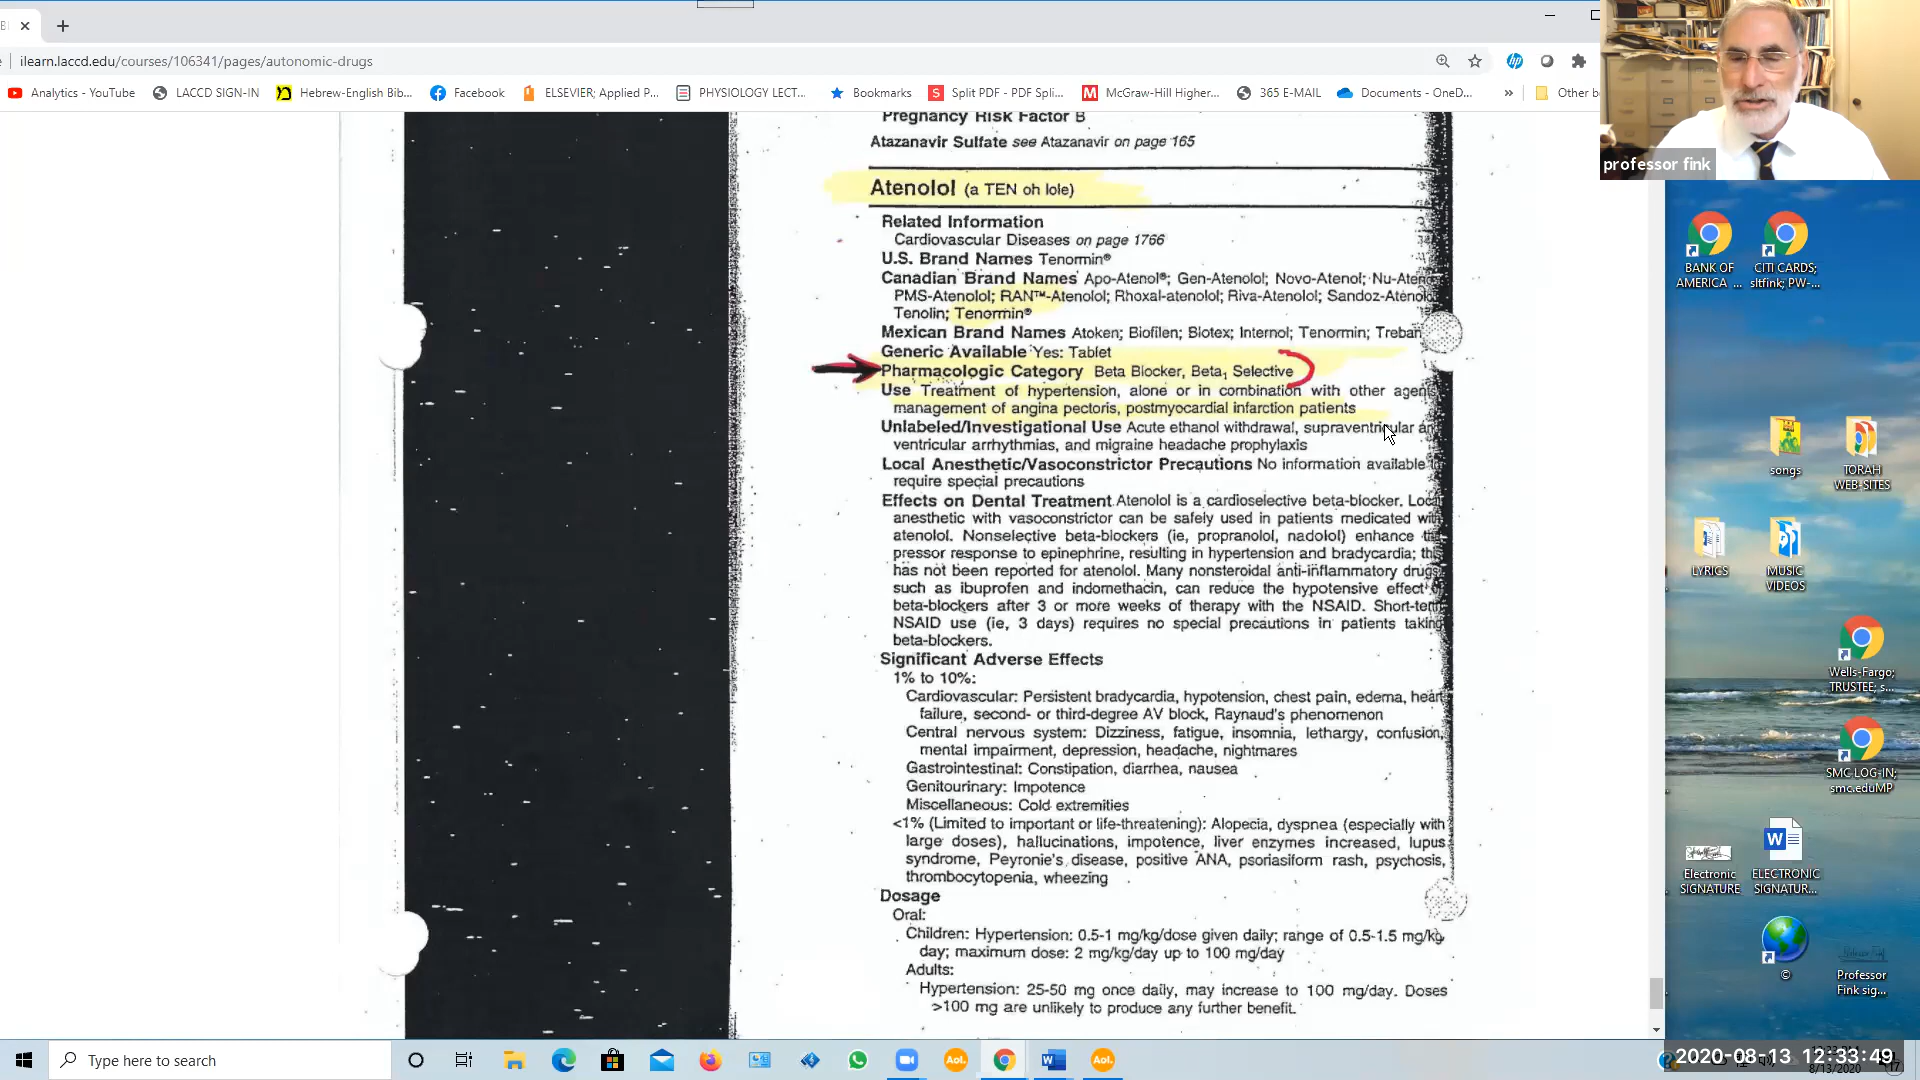 ilearn.laccd.edu/courses/106341/pages/autonomic-drugs
Analytics - YouTube
LACCD SIGN-IN
Hebrew-English Bib...
Facebook
ELSEVIER; Applied P...
PHYSIOLOGY LECT...
Bookmarks
Split PDF - PDF Spli...
McGraw-Hill Higher...
365 E-MAIL
Documents - OneD...
»
Other b
professor fink
Pregnancy Risk Factor B
Atazanavir Sulfate see Atazanavir on page 165
Atenolol (a TEN oh lole)
Related Information
Cardiovascular Diseases on page 1766
U.S. Brand Names Tenormin®
Canadian Brand Names Apo-Atenol®; Gen-Atenolol; Novo-Atenol; Nu-Aten
PMS-Atenolol; RAN™-Atenolol; Rhoxal-atenolol; Riva-Atenolol; Sandoz-Atenol
Tenolin; Tenormin®
Mexican Brand Names Atoken; Biofilen; Biotex; Internol; Tenormin; Treban
Generic Available Yes: Tablet
Pharmacologic Category Beta Blocker, Beta₁ Selective
Use Treatment of hypertension, alone or in combination with other agents
management of angina pectoris, postmyocardial infarction patients
Unlabeled/Investigational Use Acute ethanol withdrawal, supraventricular an
ventricular arrhythmias, and migraine headache prophylaxis
Local Anesthetic/Vasoconstrictor Precautions No information available
require special precautions
Effects on Dental Treatment Atenolol is a cardioselective beta-blocker. Local
anesthetic with vasoconstrictor can be safely used in patients medicated with
atenolol. Nonselective beta-blockers (ie, propranolol, nadolol) enhance the
pressor response to epinephrine, resulting in hypertension and bradycardia; this
has not been reported for atenolol. Many nonsteroidal anti-inflammatory drugs
such as ibuprofen and indomethacin, can reduce the hypotensive effect
beta-blockers after 3 or more weeks of therapy with the NSAID. Short-term
NSAID use (ie, 3 days) requires no special precautions in patients taking
beta-blockers.
Significant Adverse Effects
1% to 10%:
Cardiovascular: Persistent bradycardia, hypotension, chest pain, edema, heart
failure, second- or third-degree AV block, Raynaud's phenomenon
Central nervous system: Dizziness, fatigue, insomnia, lethargy, confusion,
mental impairment, depression, headache, nightmares
Gastrointestinal: Constipation, diarrhea, nausea
Genitourinary: Impotence
Miscellaneous: Cold extremities
<1% (Limited to important or life-threatening): Alopecia, dyspnea (especially with
large doses), hallucinations, impotence, liver enzymes increased, lupus
syndrome, Peyronie's disease, positive ANA, psoriasiform rash, psychosis,
thrombocytopenia, wheezing
Dosage
Oral:
Children: Hypertension: 0.5-1 mg/kg/dose given daily; range of 0.5-1.5 mg/kg/
day; maximum dose: 2 mg/kg/day up to 100 mg/day
Adults:
Hypertension: 25-50 mg once daily, may increase to 100 mg/day. Doses
>100 mg are unlikely to produce any further benefit.
BANK OF
AMERICA ...
CITI CARDS;
sltfink; PW-...
songs
TORAH
WEB-SITES
LYRICS
MUSIC
VIDEOS
Wells-Fargo;
TRUSTEE; s...
SMC LOG-IN;
smc.eduMP
Electronic
SIGNATURE
ELECTRONIC
SIGNATUR...
©
Professor
Fink sig...
Type here to search
Aol.
Aol.
2020-08-13 12:33:49
8/13/2020